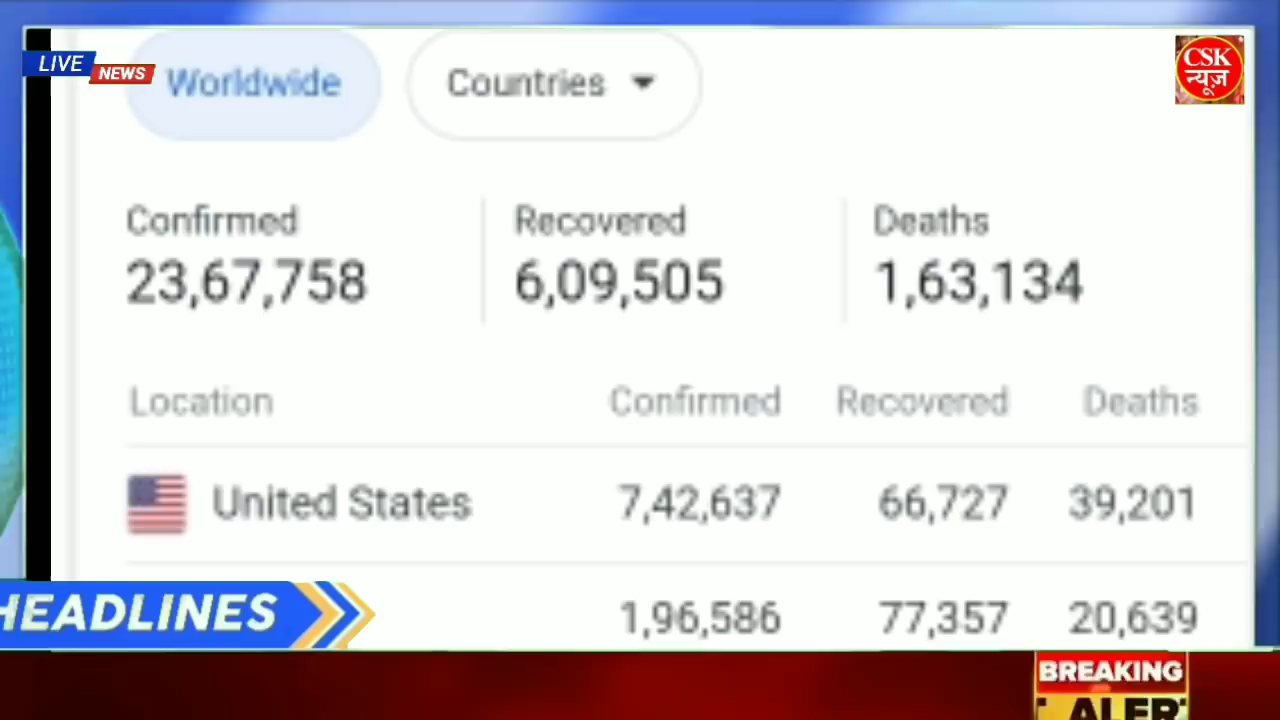 LIVE
NEWS
Worldwide
Countries
CSK
न्यूज़
Confirmed Recovered Deaths
23,67,758 6,09,505 1,63,134
Location Confirmed Recovered Deaths
United States 7,42,637 66,727 39,201
HEADLINES 1,96,586 77,357 20,639
BREAKING
ALERT